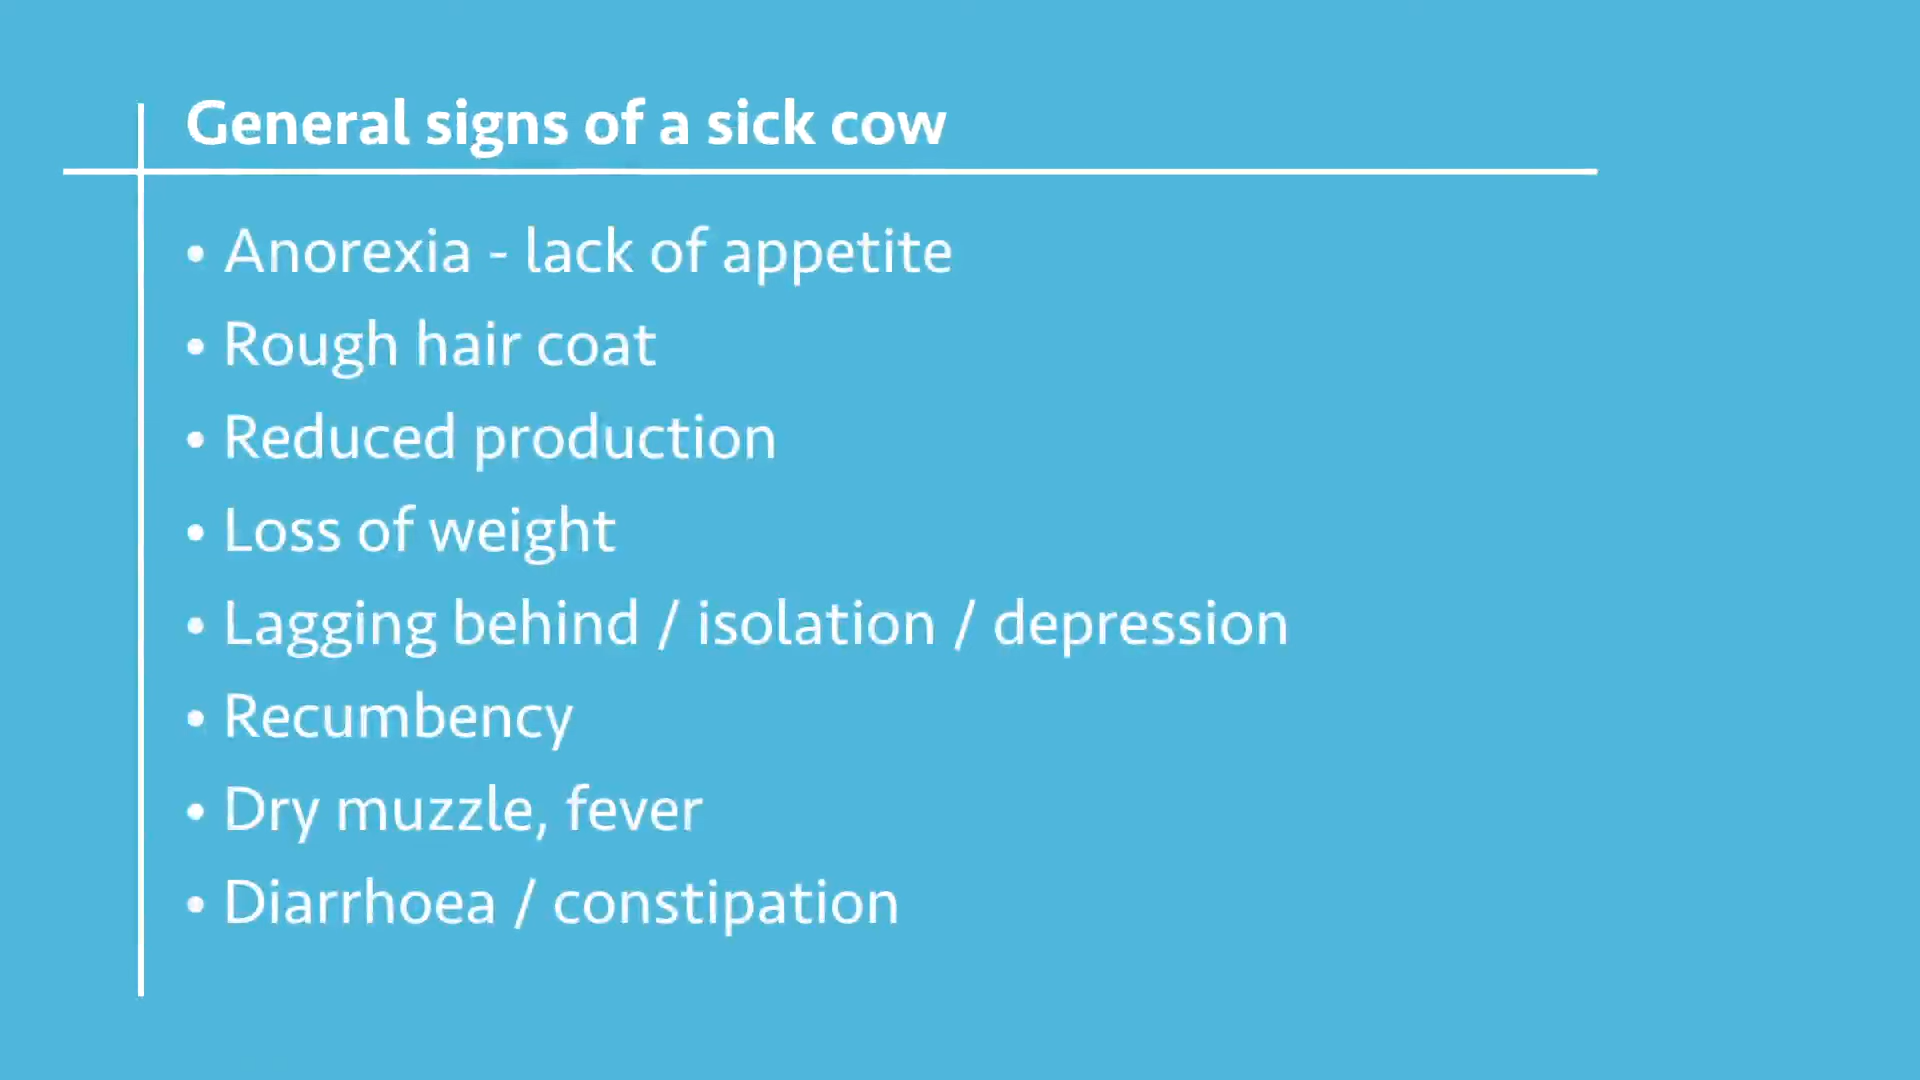 General signs of a sick cow
• Anorexia - lack of appetite
• Rough hair coat
• Reduced production
• Loss of weight
• Lagging behind / isolation / depression
• Recumbency
• Dry muzzle, fever
• Diarrhoea / constipation